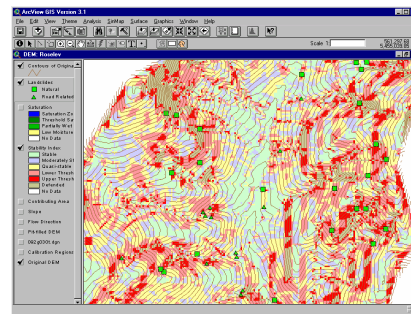 ArcView GIS Version 3.1
File Edit View Theme Analysis SinMap Surface Graphics Window Help
Scale 1:
DEM: Roselev
Contours of Origina
Landslides
Natural
Road Related
Saturation
Saturation Zo
Threshold Sa
Partially Wet
Low Moisture
No Data
Stability Index
Stable
Moderately St
Quasi-stable
Lower Thresh
Upper Thresh
Defended
No Data
Contributing Area
Slope
Flow Direction
Pit-filled DEM
Calibration Regions
Original DEM